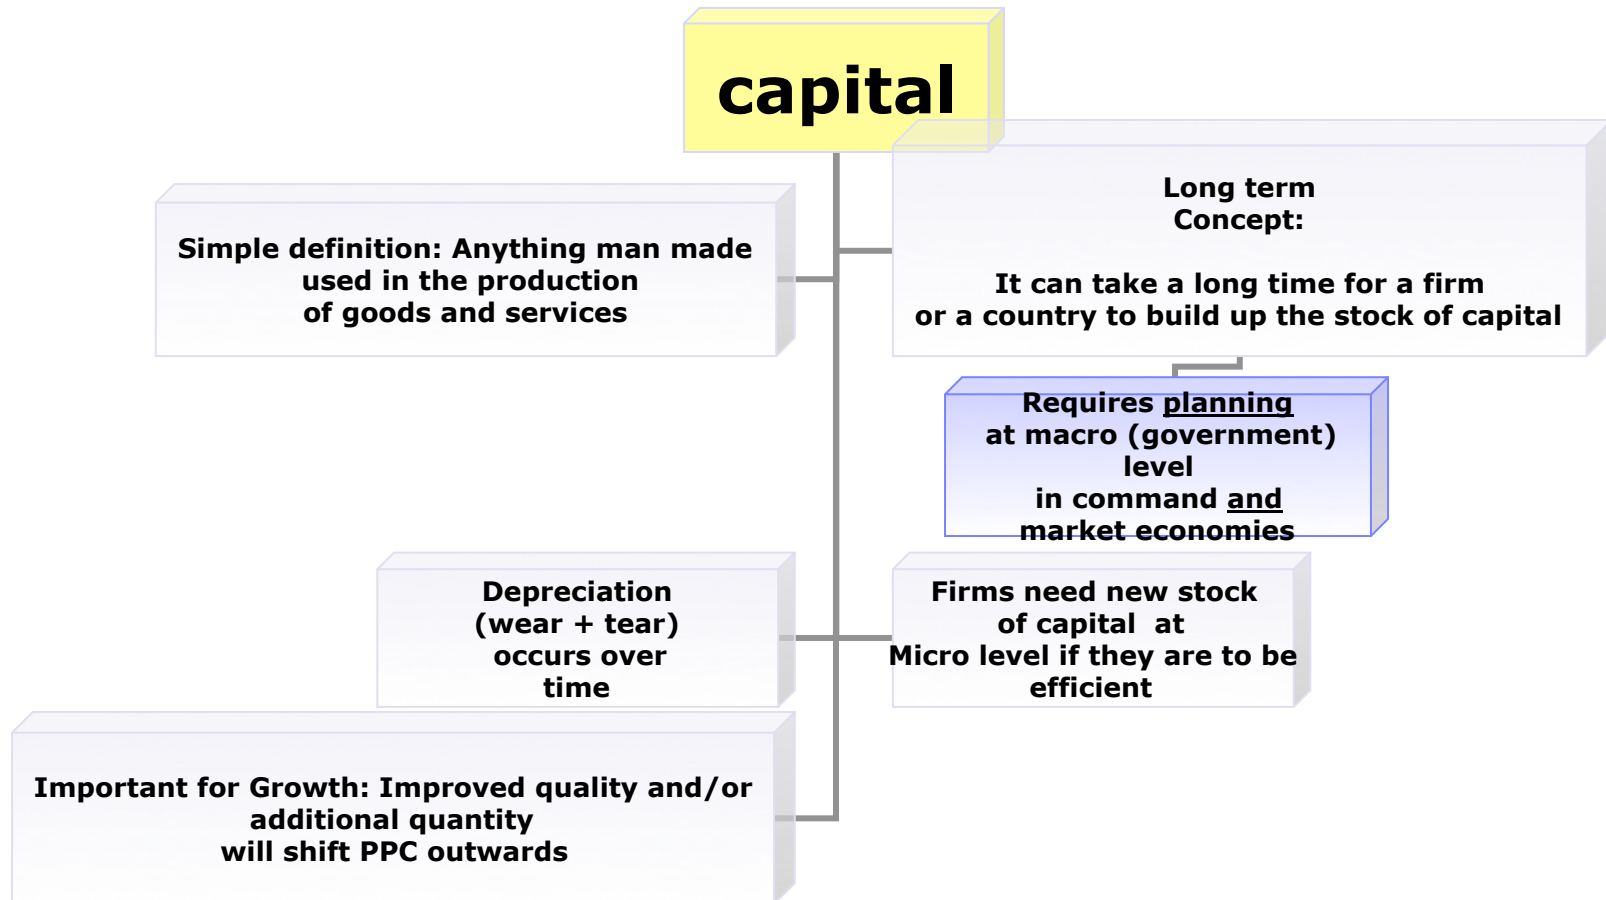 capital
Simple definition: Anything man made
used in the production
of goods and services
Long term
Concept:
It can take a long time for a firm
or a country to build up the stock of capital
Requires planning
at macro (government)
level
in command and
market economies
Depreciation
(wear + tear)
occurs over
time
Firms need new stock
of capital at
Micro level if they are to be
efficient
Important for Growth: Improved quality and/or
additional quantity
will shift PPC outwards